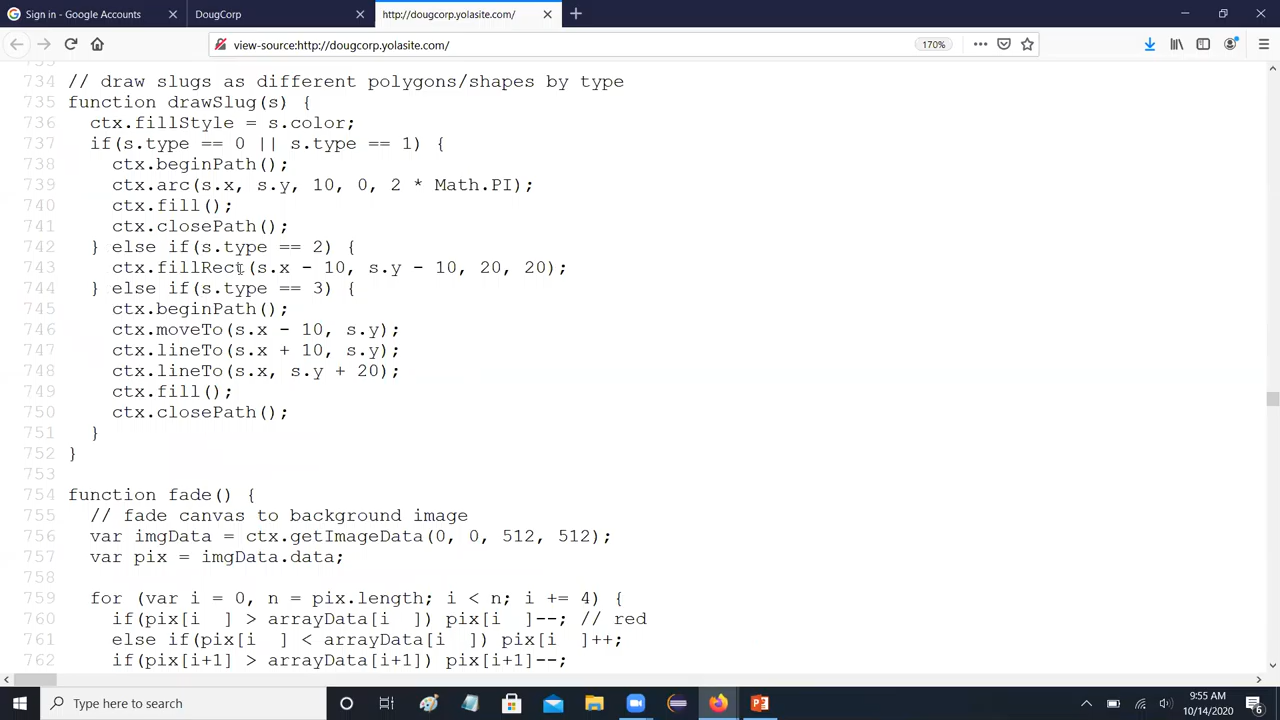 Sign in - Google Accounts
DougCorp
http://dougcorp.yolasite.com/
view-source:http://dougcorp.yolasite.com/
170%
734 // draw slugs as different polygons/shapes by type
735 function drawSlug(s) {
736 ctx.fillStyle = s.color;
737 if(s.type == 0 || s.type == 1) {
738 ctx.beginPath();
739 ctx.arc(s.x, s.y, 10, 0, 2 * Math.PI);
740 ctx.fill();
741 ctx.closePath();
742 } else if(s.type == 2) {
743 ctx.fillRect(s.x - 10, s.y - 10, 20, 20);
744 } else if(s.type == 3) {
745 ctx.beginPath();
746 ctx.moveTo(s.x - 10, s.y);
747 ctx.lineTo(s.x + 10, s.y);
748 ctx.lineTo(s.x, s.y + 20);
749 ctx.fill();
750 ctx.closePath();
751 }
752 }
753
754 function fade() {
755 // fade canvas to background image
756 var imgData = ctx.getImageData(0, 0, 512, 512);
757 var pix = imgData.data;
758
759 for (var i = 0, n = pix.length; i < n; i += 4) {
760 if(pix[i  ] > arrayData[i  ]) pix[i  ]--; // red
761 else if(pix[i  ] < arrayData[i  ]) pix[i  ]++;
762 if(pix[i+1] > arrayData[i+1]) pix[i+1]--;
Type here to search
9:55 AM
10/14/2020
6